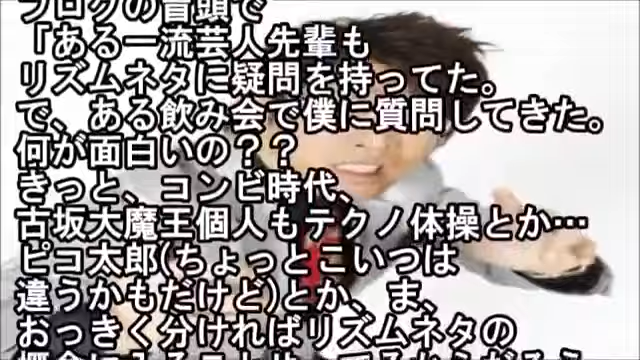 ブログの冒頭で
「ある一流芸人先輩も
リズムネタに疑問を持ってた。
で、ある飲み会で僕に質問してきた。
何が面白いの？？
きっと、コンビ時代、
古坂大魔王個人もテクノ体操とか…
ピコ太郎(ちょっとこいつは
違うかもだけど)とか、ま、
おっきく分ければリズムネタの